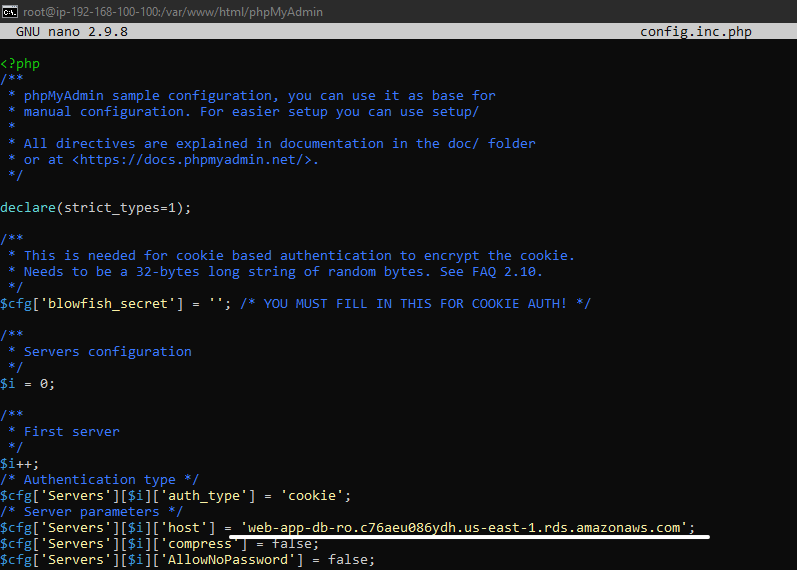 root@ip-192-168-100-100:/var/www/html/phpMyAdmin
GNU nano 2.9.8 config.inc.php
<?php
/**
 * phpMyAdmin sample configuration, you can use it as base for
 * manual configuration. For easier setup you can use setup/
 *
 * All directives are explained in documentation in the doc/ folder
 * or at <https://docs.phpmyadmin.net/>.
 */
declare(strict_types=1);
/**
 * This is needed for cookie based authentication to encrypt the cookie.
 * Needs to be a 32-bytes long string of random bytes. See FAQ 2.10.
 */
$cfg['blowfish_secret'] = ''; /* YOU MUST FILL IN THIS FOR COOKIE AUTH! */
/**
 * Servers configuration
 */
$i = 0;
/**
 * First server
 */
$i++;
/* Authentication type */
$cfg['Servers'][$i]['auth_type'] = 'cookie';
/* Server parameters */
$cfg['Servers'][$i]['host'] = 'web-app-db-ro.c76aeu086ydh.us-east-1.rds.amazonaws.com';
$cfg['Servers'][$i]['compress'] = false;
$cfg['Servers'][$i]['AllowNoPassword'] = false;